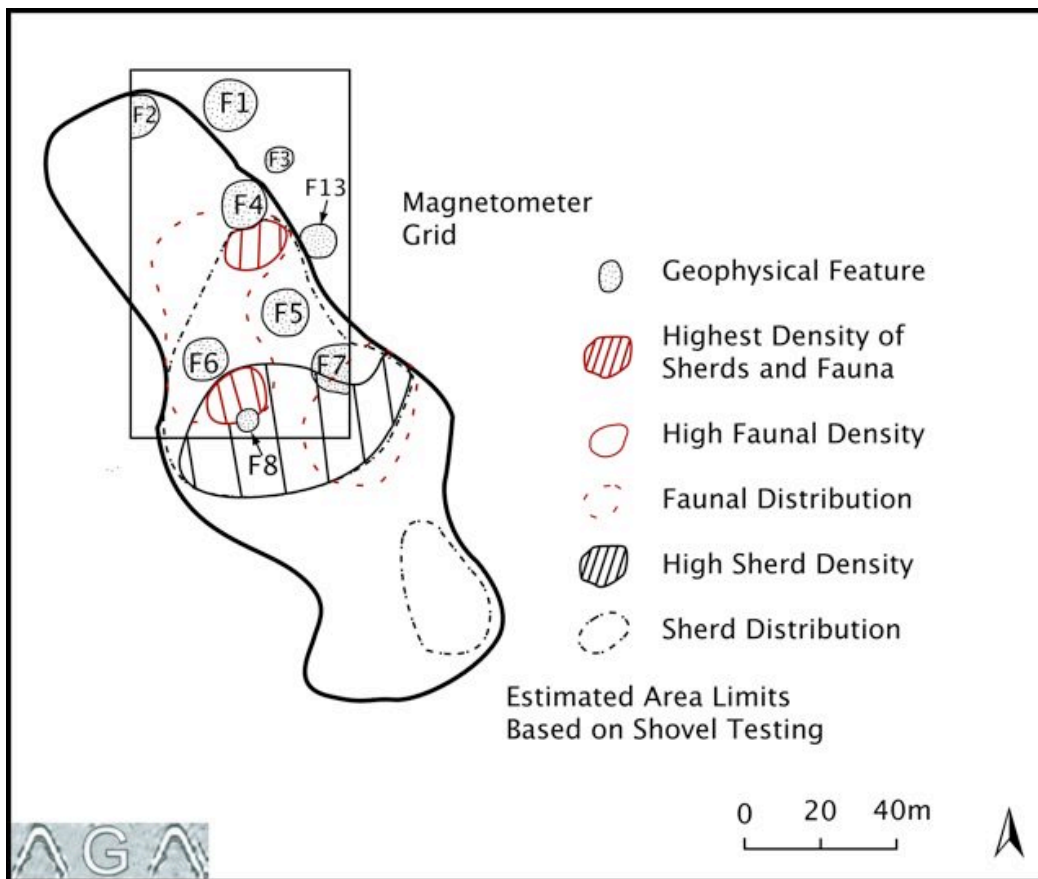 F1
F2
F3
F13
F4
F5
F6
F7
F8
Magnetometer
Grid
Geophysical Feature
Highest Density of
Sherds and Fauna
High Faunal Density
Faunal Distribution
High Sherd Density
Sherd Distribution
Estimated Area Limits
Based on Shovel Testing
0 20 40m
AGA